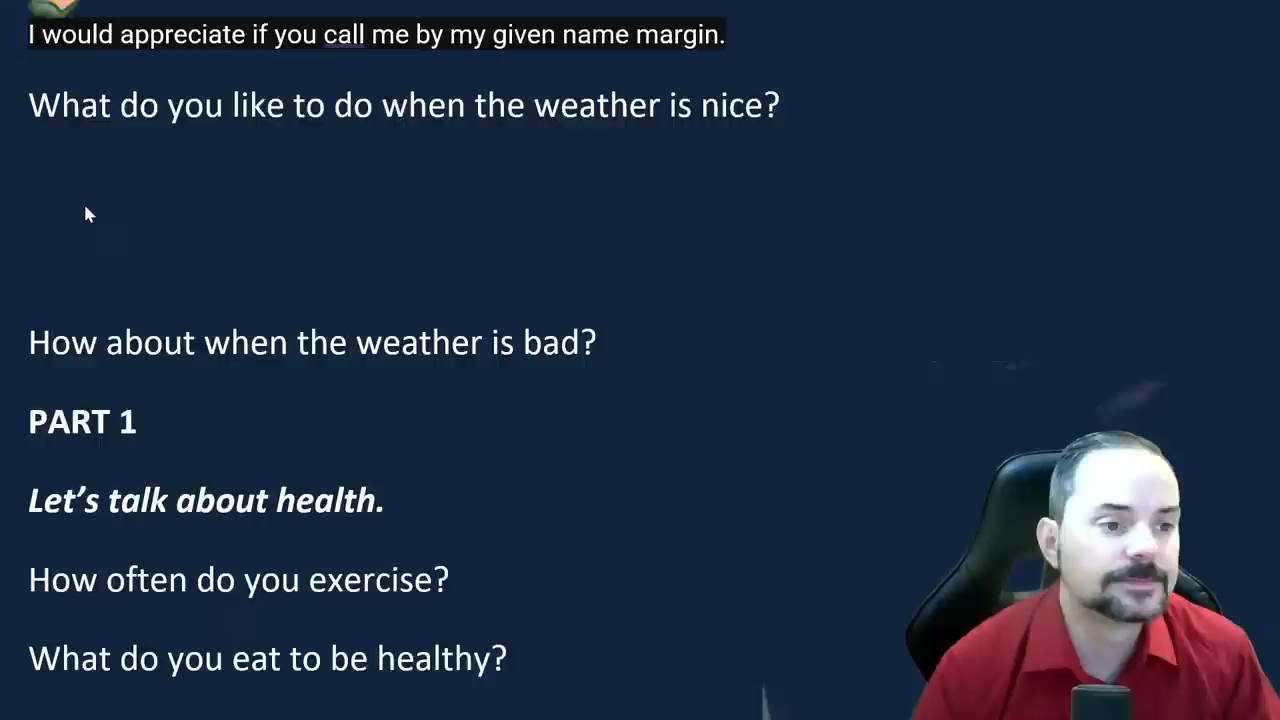 I would appreciate if you call me by my given name margin.
What do you like to do when the weather is nice?
How about when the weather is bad?
PART 1
Let’s talk about health.
How often do you exercise?
What do you eat to be healthy?